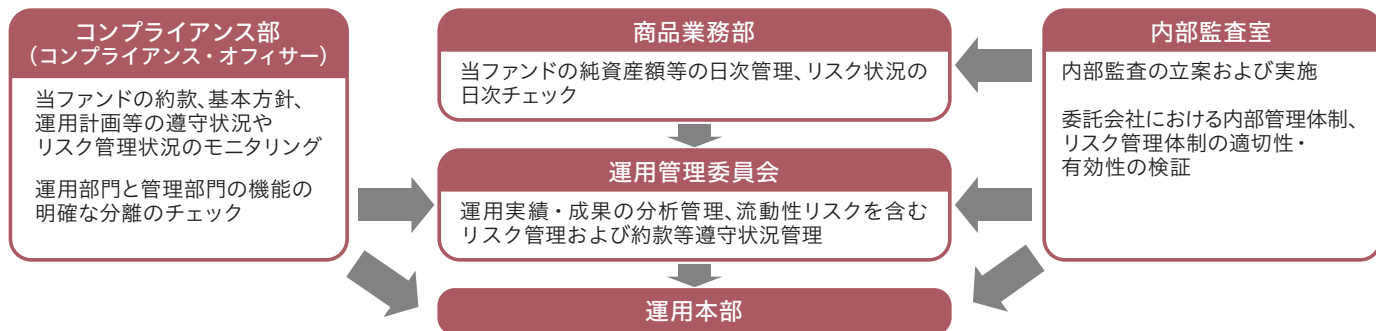 コンプライアンス部
（コンプライアンス・オフィサー）
当ファンドの約款、基本方針、
運用計画等の遵守状況や
リスク管理状況のモニタリング
運用部門と管理部門の機能の
明確な分離のチェック
商品業務部
当ファンドの純資産額等の日次管理、リスク状況の
日次チェック
運用管理委員会
運用実績・成果の分析管理、流動性リスクを含む
リスク管理および約款等遵守状況管理
運用本部
内部監査室
内部監査の立案および実施
委託会社における内部管理体制、
リスク管理体制の適切性・
有効性の検証